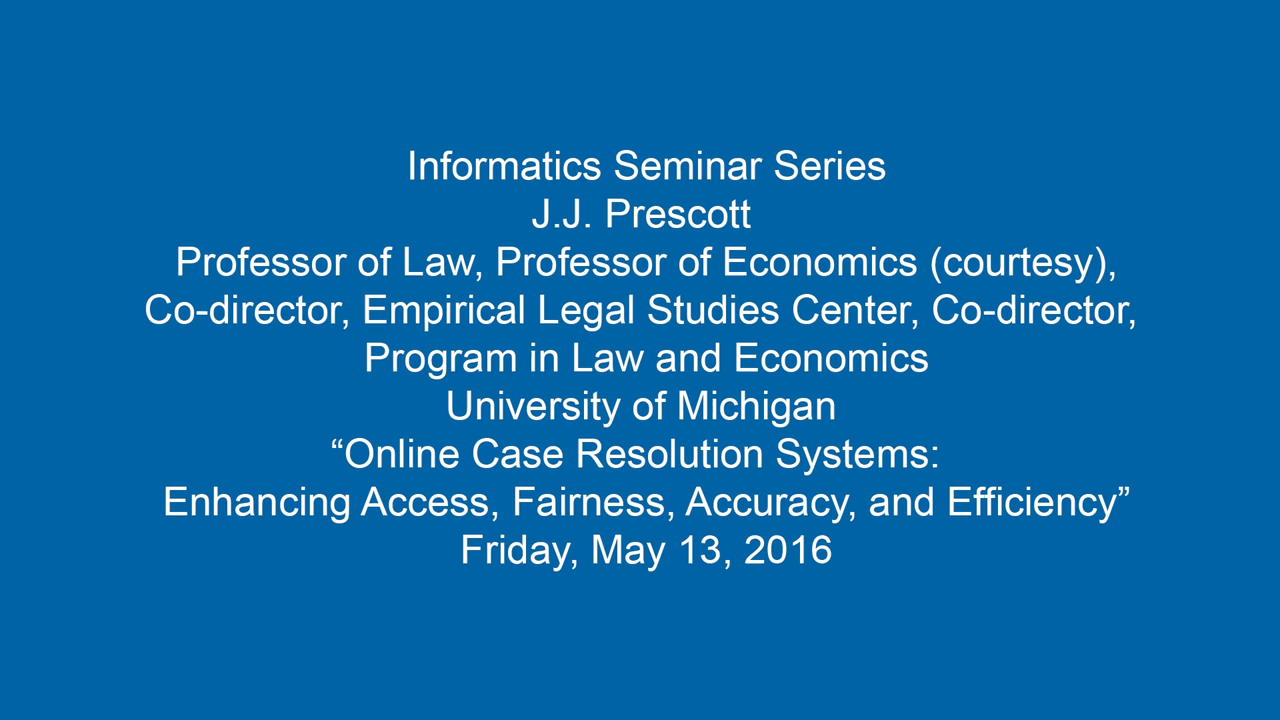 Informatics Seminar Series
J.J. Prescott
Professor of Law, Professor of Economics (courtesy),
Co-director, Empirical Legal Studies Center, Co-director,
Program in Law and Economics
University of Michigan
“Online Case Resolution Systems:
Enhancing Access, Fairness, Accuracy, and Efficiency”
Friday, May 13, 2016